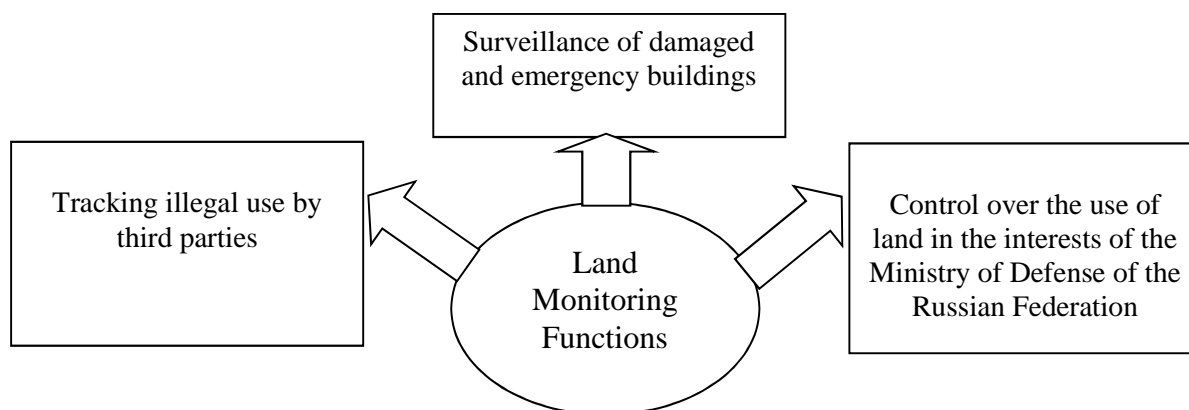 Surveillance of damaged
and emergency buildings
Tracking illegal use by
third parties
Control over the use of
land in the interests of the
Ministry of Defense of the
Russian Federation
Land
Monitoring
Functions